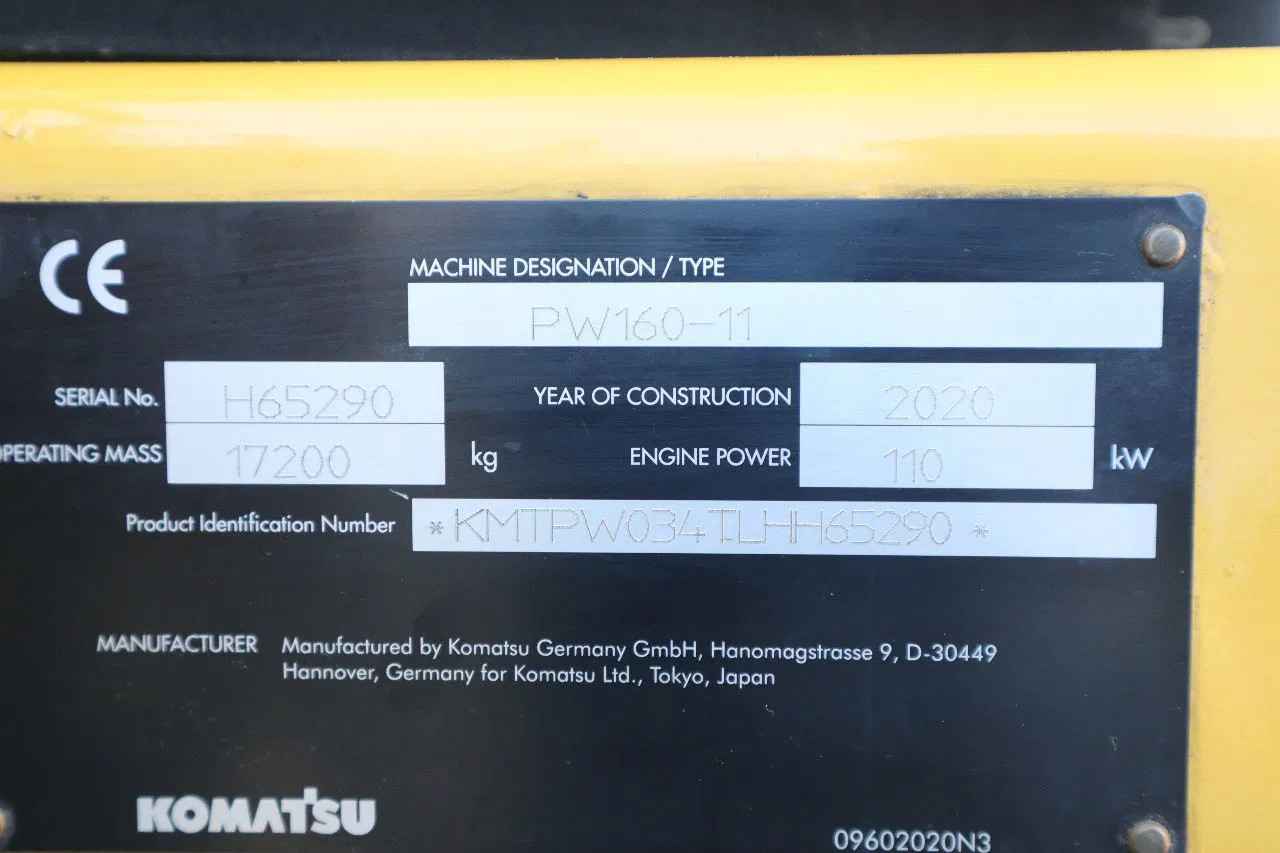 CE
MACHINE DESIGNATION / TYPE
PW160-11
SERIAL No. H65290 YEAR OF CONSTRUCTION 2020
OPERATING MASS 17200 kg ENGINE POWER 110 kW
Product Identification Number *KMTPW034TLHH65290*
MANUFACTURER Manufactured by Komatsu Germany GmbH, Hanomagstrasse 9, D-30449
Hannover, Germany for Komatsu Ltd., Tokyo, Japan
KOMATSU
09602020N3